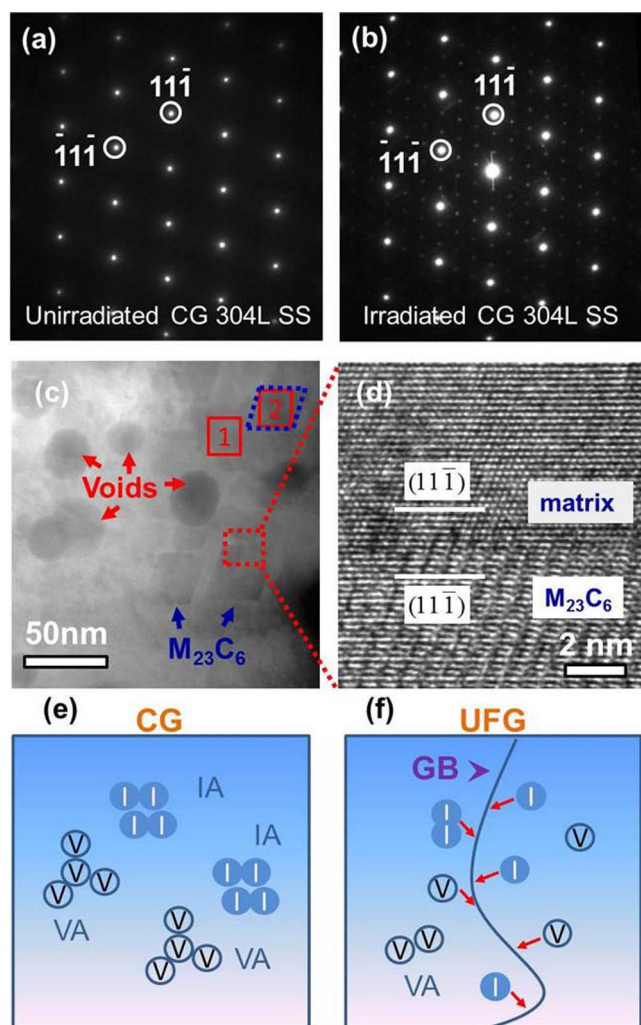 (a)
111̄
1̄11̄
Unirradiated CG 304L SS
(b)
111̄
1̄11̄
Irradiated CG 304L SS
(c)
1
2
Voids
M₂₃C₆
50nm
(d)
(111̄)
matrix
(111̄)
M₂₃C₆
2 nm
(e)
CG
I I
I I
IA
IA
I I
I I
V
V
V V
VA
V
V
V V
VA
(f)
UFG
GB
I
I
I
V
I
V
V
V V
VA
I